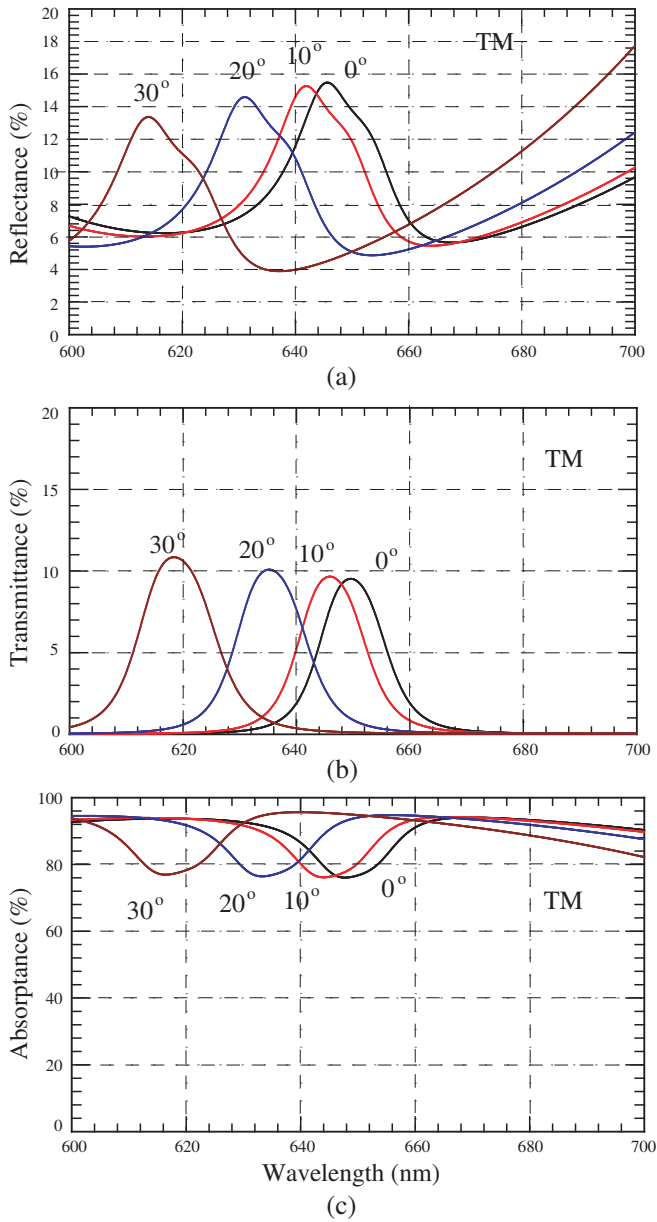 20
18
16
14
12
10
8
6
4
2
0
Reflectance (%)
TM
30°
20°
10°
0°
600 620 640 660 680 700
(a)
20
15
10
5
0
Transmittance (%)
TM
30°
20°
10°
0°
600 620 640 660 680 700
(b)
100
80
60
40
20
0
Absorptance (%)
30°
20°
10°
0°
TM
600 620 640 660 680 700
Wavelength (nm)
(c)